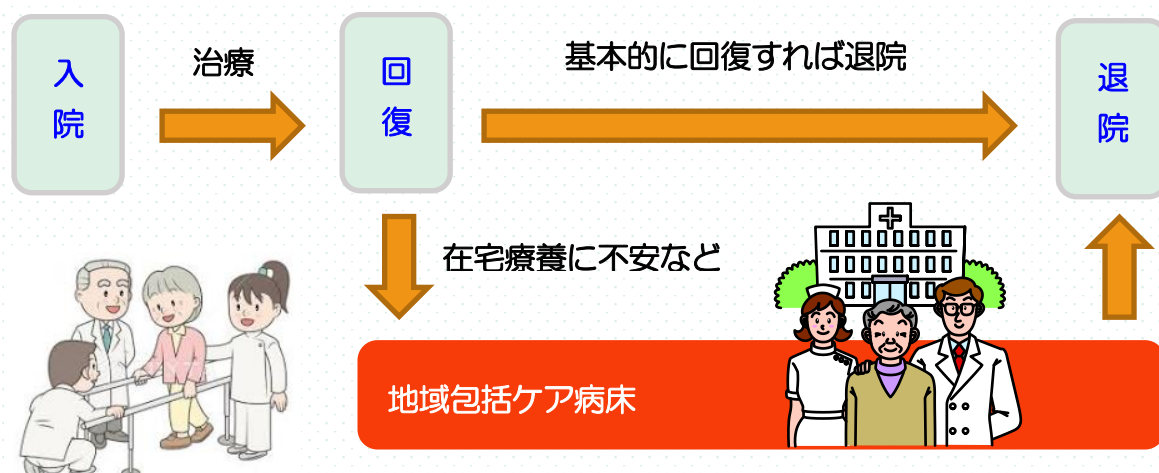 入院
治療
回復
基本的に回復すれば退院
退院
在宅療養に不安など
地域包括ケア病床